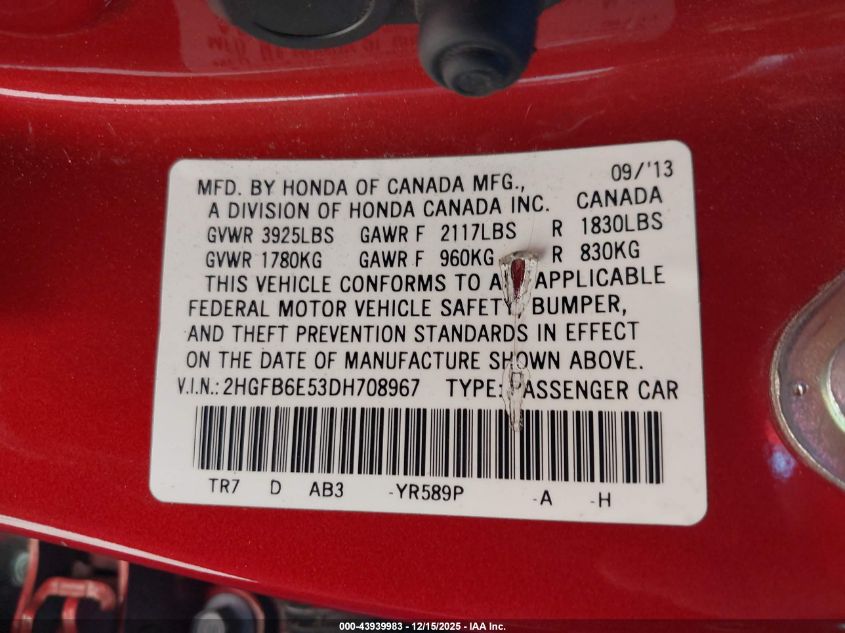 09/'13
MFD. BY HONDA OF CANADA MFG.,
A DIVISION OF HONDA CANADA INC. CANADA
GVWR 3925LBS GAWR F 2117LBS R 1830LBS
GVWR 1780KG GAWR F 960KG R 830KG
THIS VEHICLE CONFORMS TO APPLICABLE
FEDERAL MOTOR VEHICLE SAFETY, BUMPER,
AND THEFT PREVENTION STANDARDS IN EFFECT
ON THE DATE OF MANUFACTURE SHOWN ABOVE.
V.I.N.: 2HGFB6E53DH708967 TYPE: PASSENGER CAR
TR7 D AB3 -YR589P -A -H
000-43939983 - 12/15/2025 - IAA Inc.